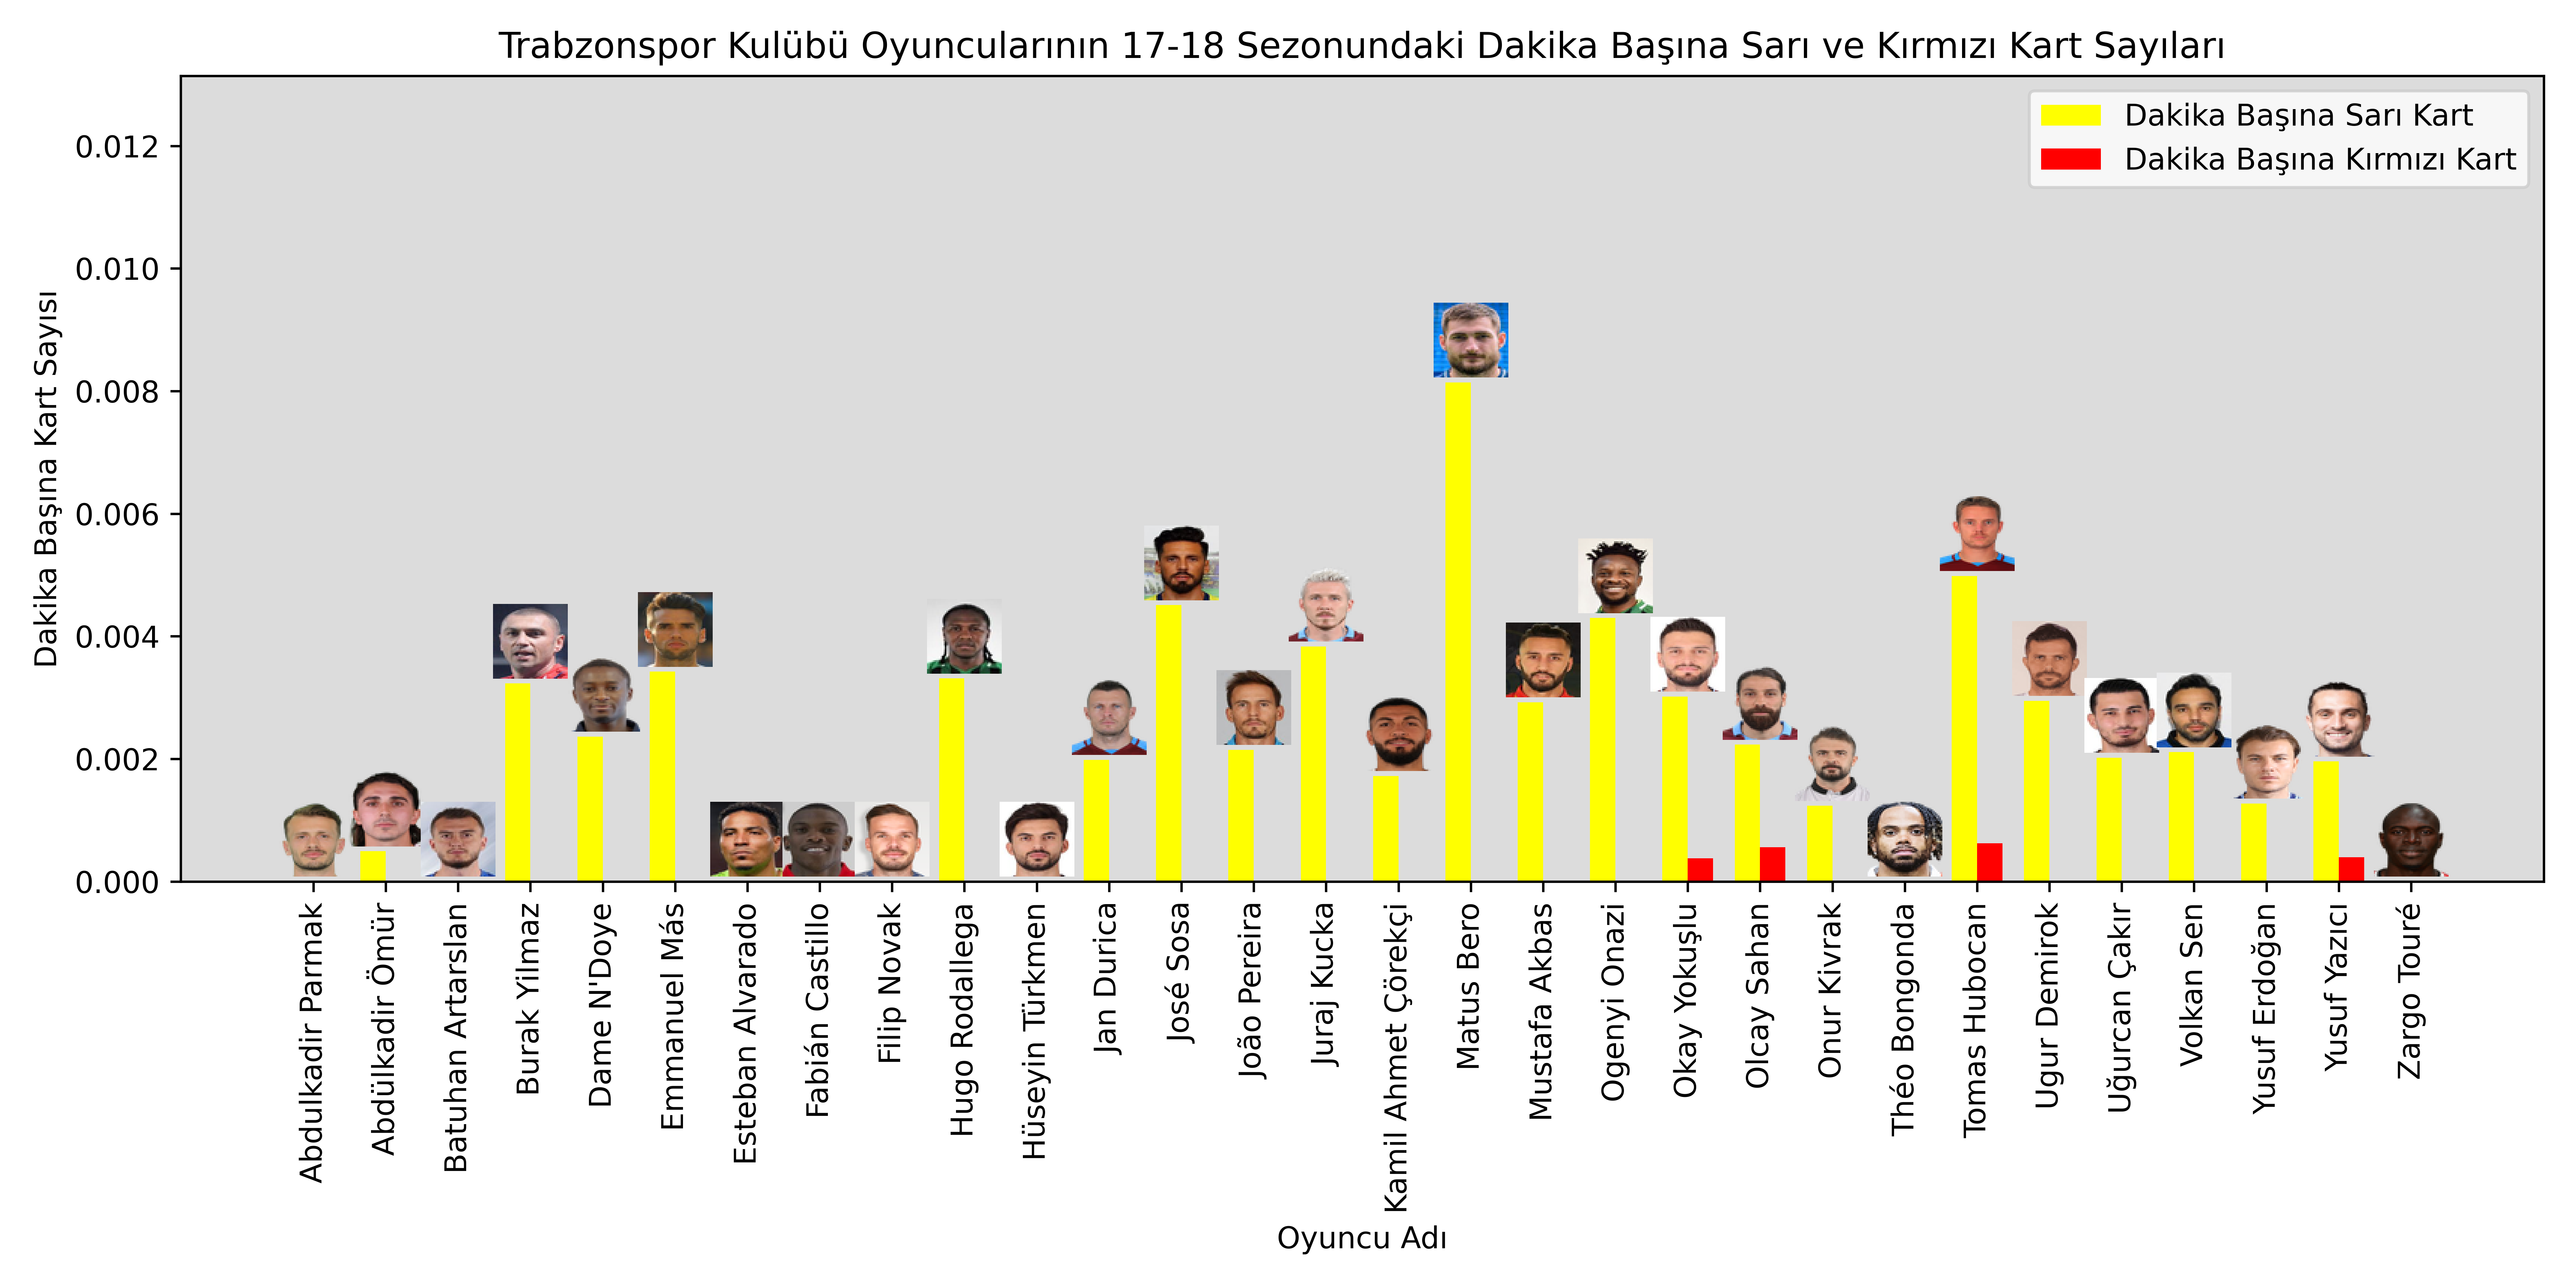 Trabzonspor Kulübü Oyuncularının 17-18 Sezonundaki Dakika Başına Sarı ve Kırmızı Kart Sayıları
Dakika Başına Sarı Kart
Dakika Başına Kırmızı Kart
Dakika Başına Kart Sayısı
0.012
0.010
0.008
0.006
0.004
0.002
0.000
Abdulkadir Parmak
Abdülkadir Ömür
Batuhan Artarslan
Burak Yilmaz
Dame N'Doye
Emmanuel Más
Esteban Alvarado
Fabián Castillo
Filip Novak
Hugo Rodallega
Hüseyin Türkmen
Jan Durica
José Sosa
João Pereira
Juraj Kucka
Kamil Ahmet Çörekçi
Matus Bero
Mustafa Akbas
Ogenyi Onazi
Okay Yokuşlu
Olcay Sahan
Onur Kivrak
Théo Bongonda
Tomas Hubocan
Ugur Demirok
Uğurcan Çakır
Volkan Sen
Yusuf Erdoğan
Yusuf Yazıcı
Zargo Touré
Oyuncu Adı